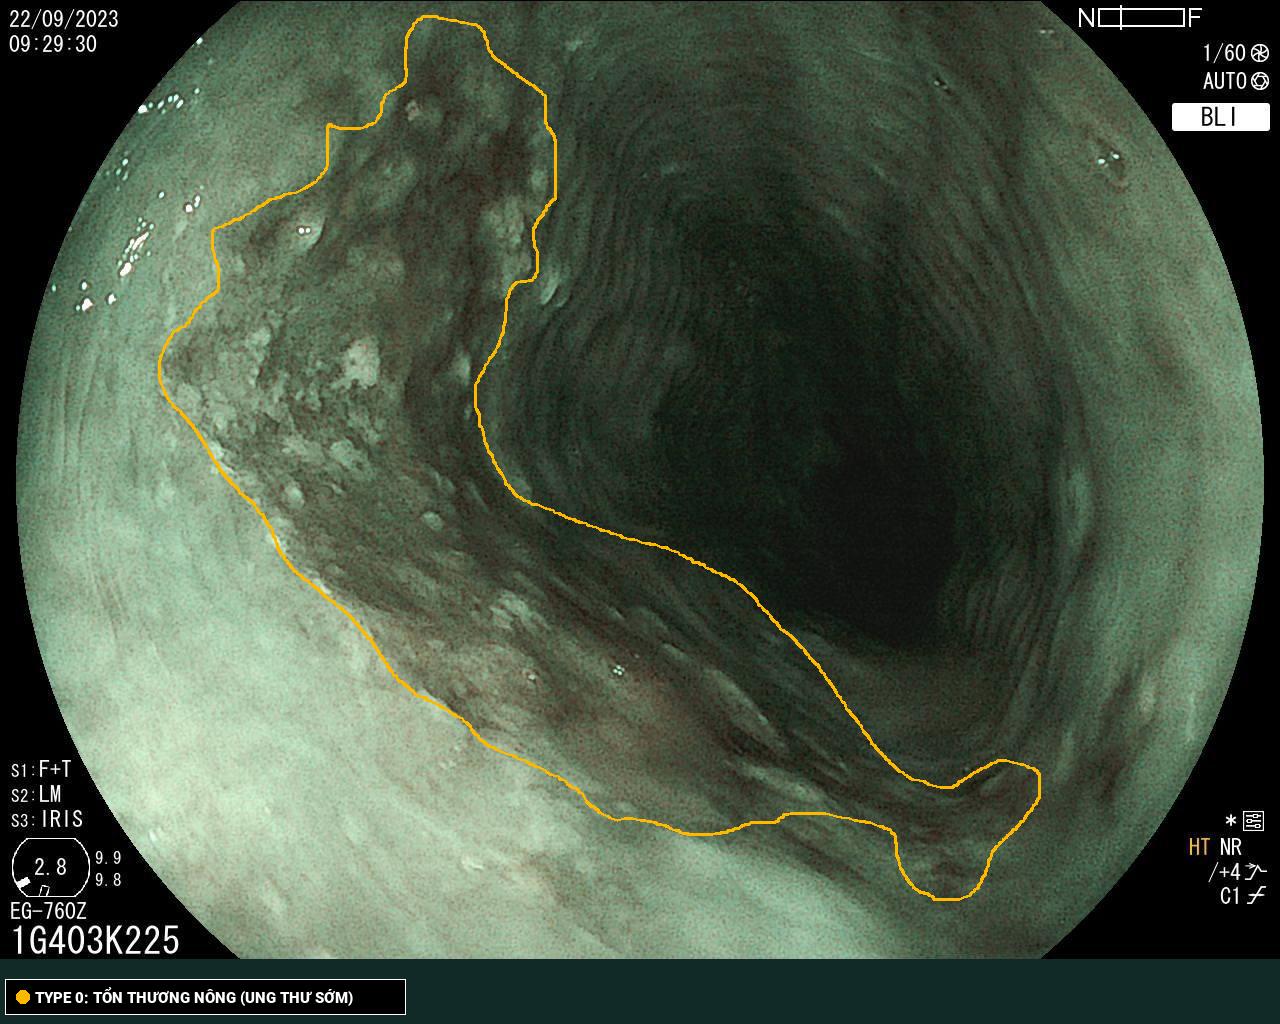 22/09/2023
09:29:30
N F
1/60
AUTO
BLI
S1:F+T
S2:LM
S3:IRIS
2.8 9.9
9.8
EG-760Z
1G403K225
*
HT NR
/+4
C1
TYPE 0: TỔN THƯƠNG NÔNG (UNG THƯ SỚM)